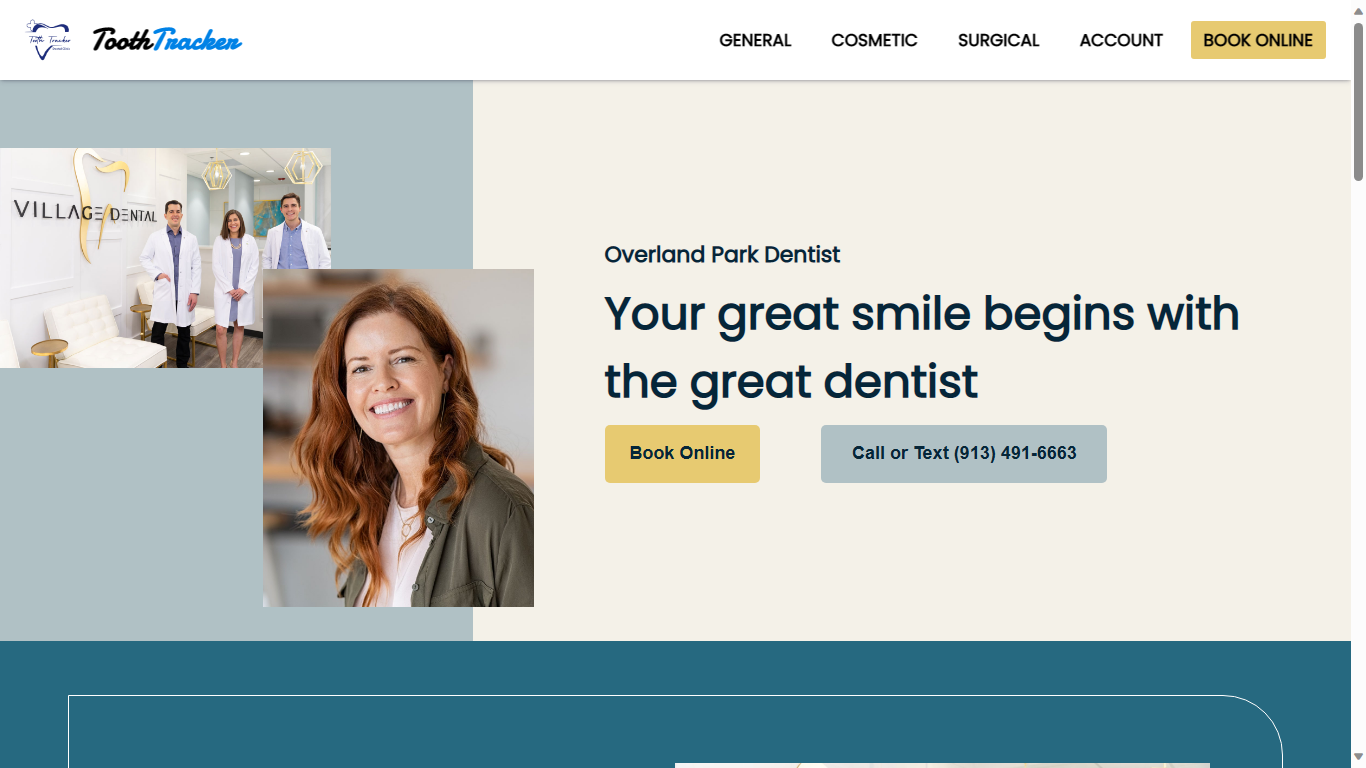 Tooth Tracker
ToothTracker
GENERAL
COSMETIC
SURGICAL
ACCOUNT
BOOK ONLINE
VILLAGE DENTAL
Overland Park Dentist
Your great smile begins with
the great dentist
Book Online
Call or Text (913) 491-6663